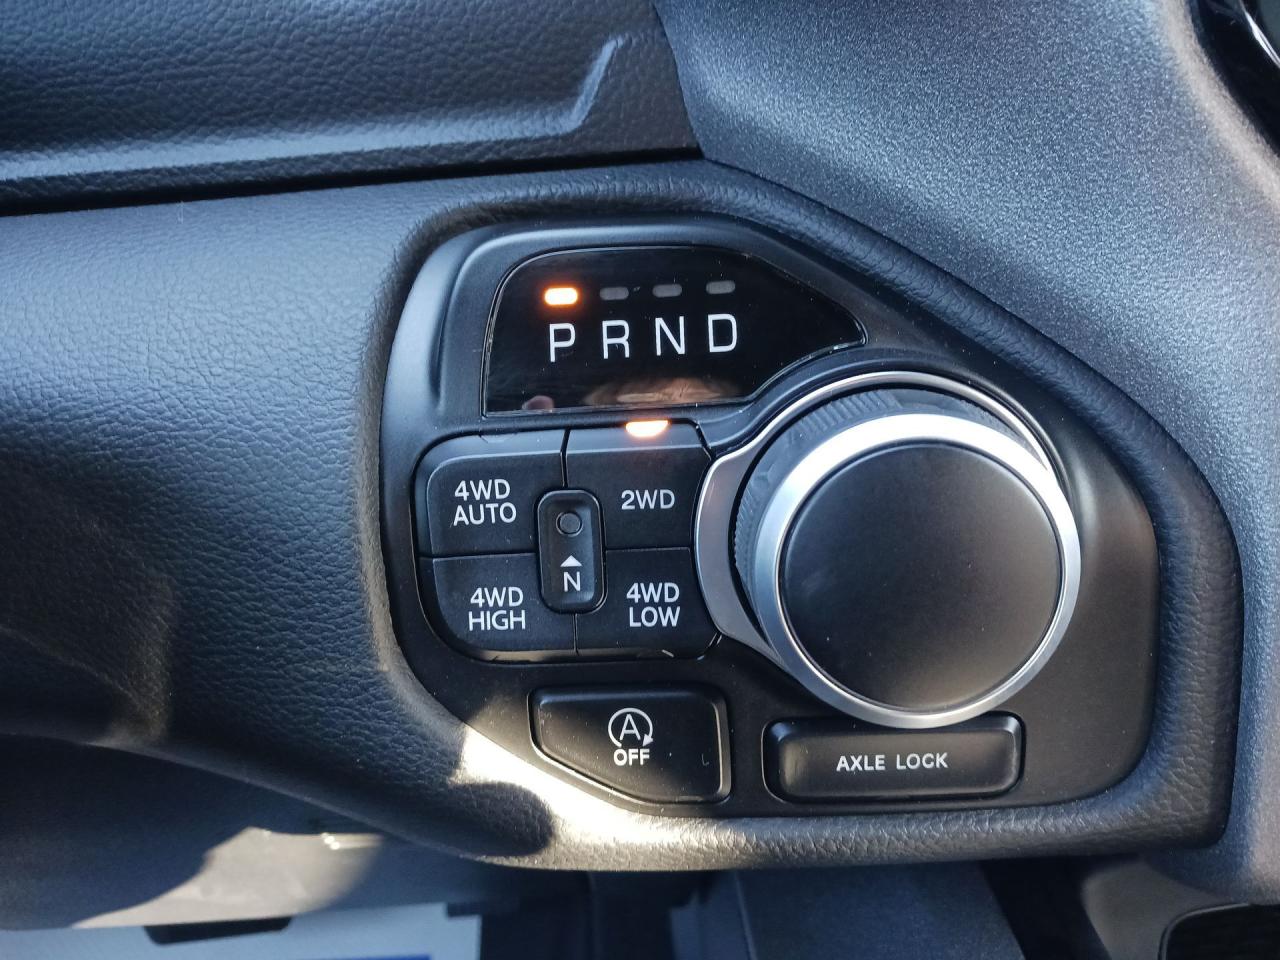 P R N D
4WD
AUTO
2WD
N
4WD
HIGH
4WD
LOW
A
OFF
AXLE LOCK